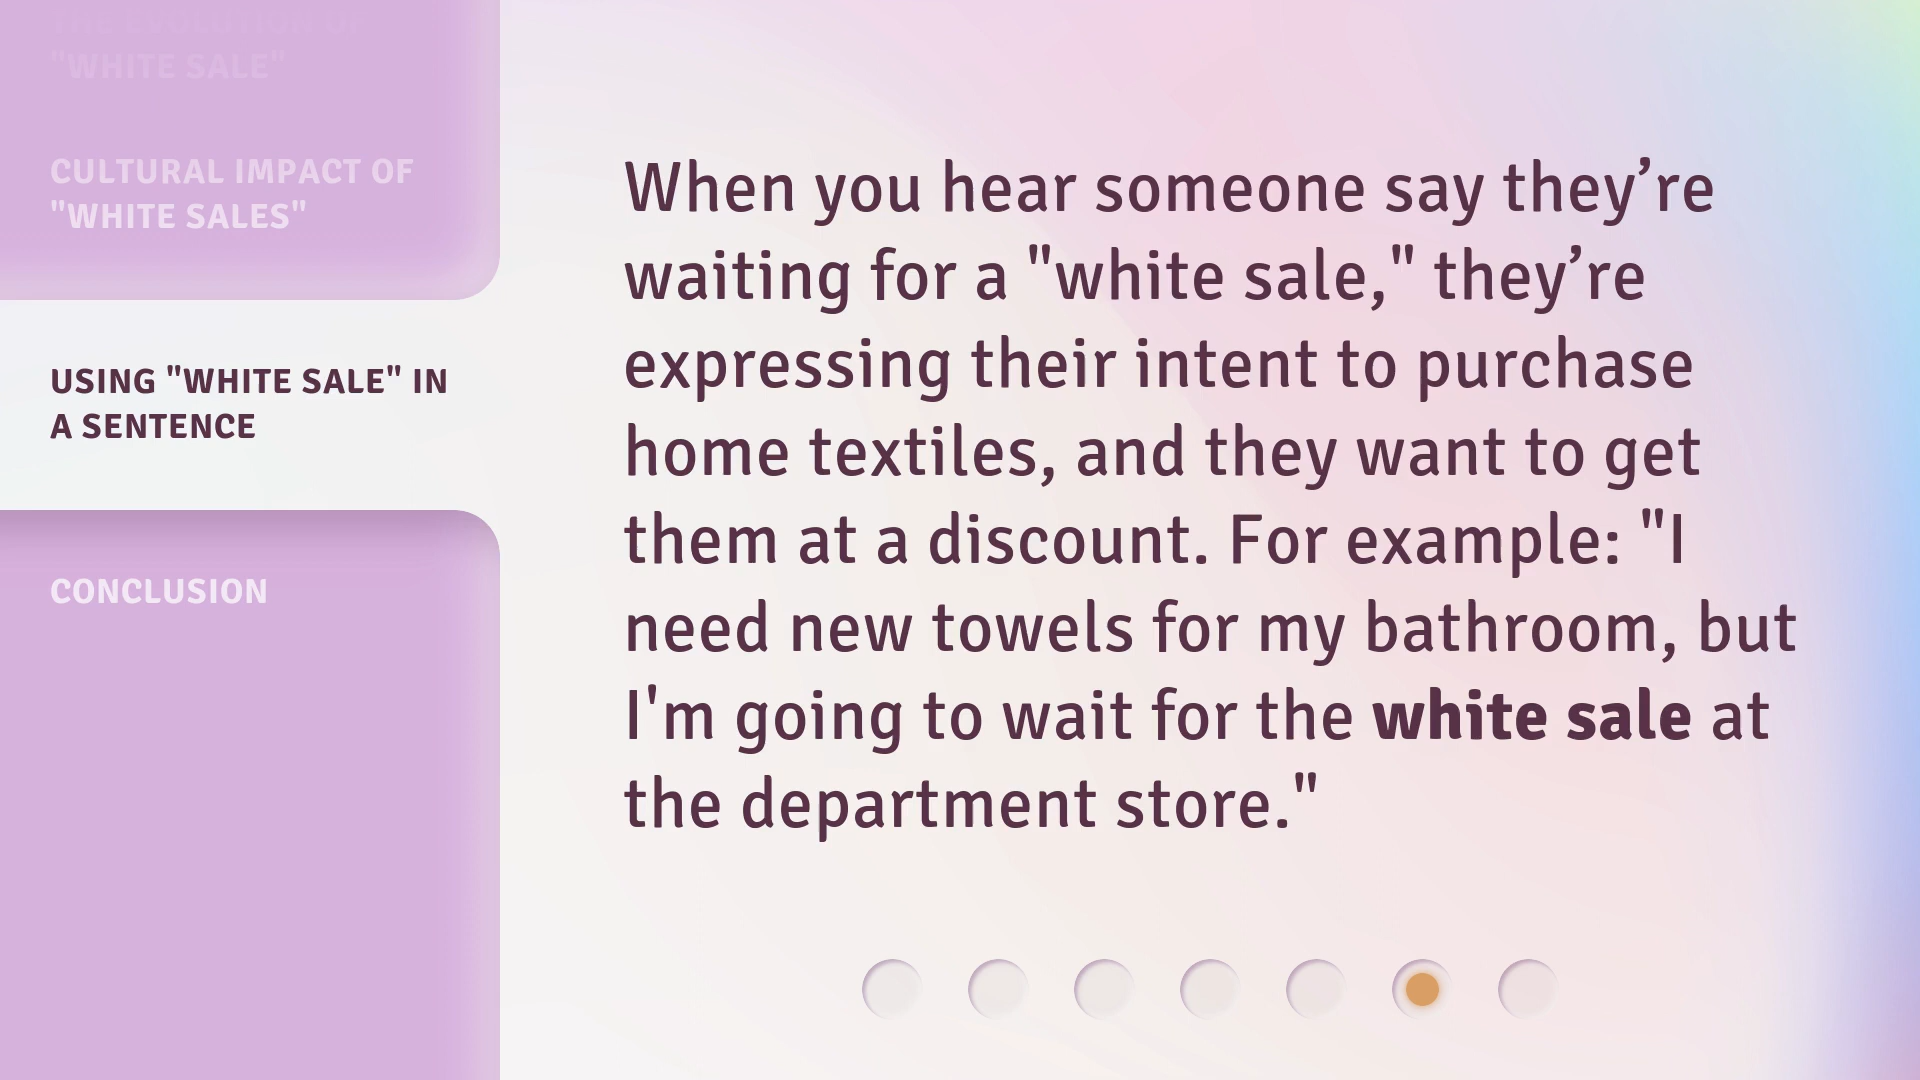 THE EVOLUTION OF
"WHITE SALE"
CULTURAL IMPACT OF
"WHITE SALES"
USING "WHITE SALE" IN
A SENTENCE
CONCLUSION
When you hear someone say they’re
waiting for a "white sale," they’re
expressing their intent to purchase
home textiles, and they want to get
them at a discount. For example: "I
need new towels for my bathroom, but
I'm going to wait for the white sale at
the department store."